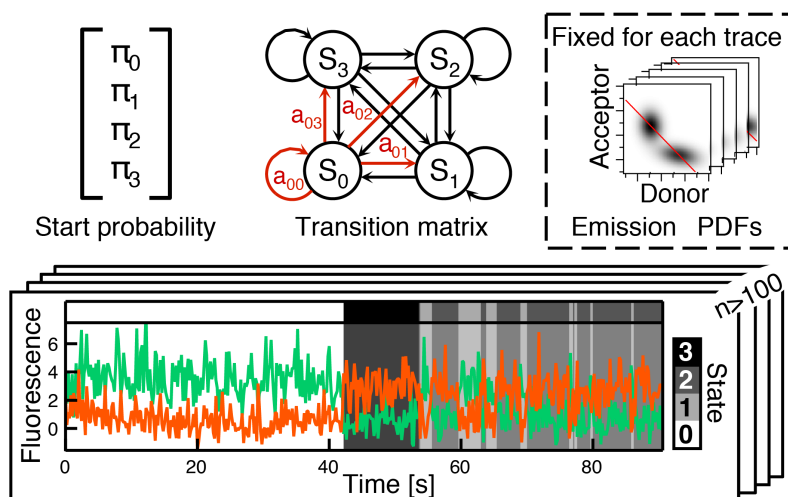 π0
π1
π2
π3
Start probability
S3
S2
a03
a02
a01
a00
S0
S1
Transition matrix
Fixed for each trace
Acceptor
Donor
Emission PDFs
n>100
Fluorescence
6
4
2
0
0
20
40
60
80
Time [s]
3
2
1
0
State